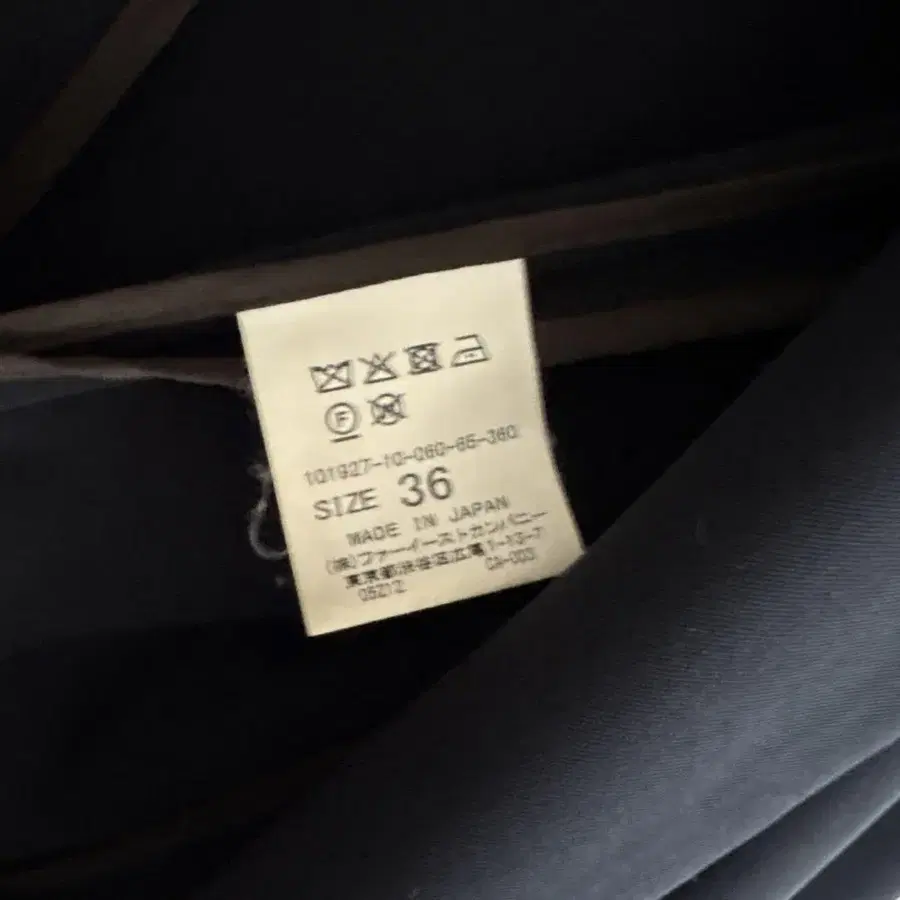 F
101927-10-060-65-360
SIZE 36
MADE IN JAPAN
(株)ファーイーストカンパニー
東京都渋谷区広尾1-13-7
05212 CA-003